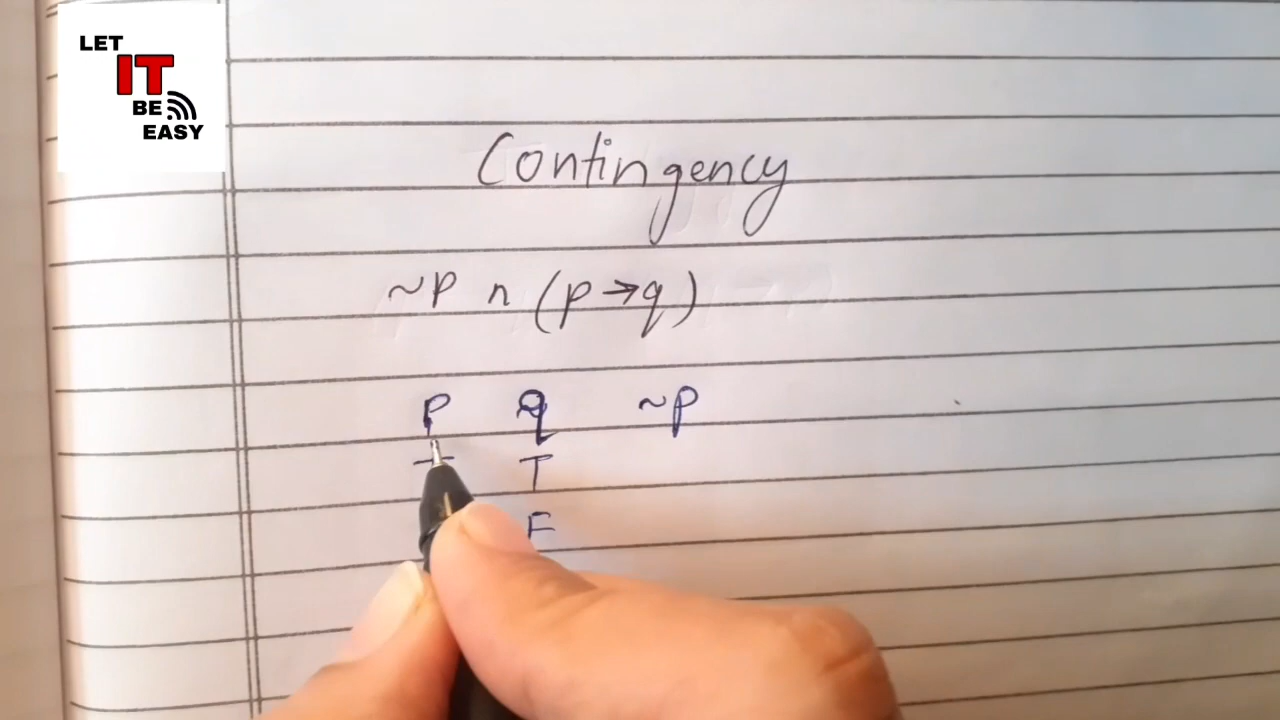 LET
IT
BE
EASY
Contingency
~p n (p→q)
P q ~p
T T
F